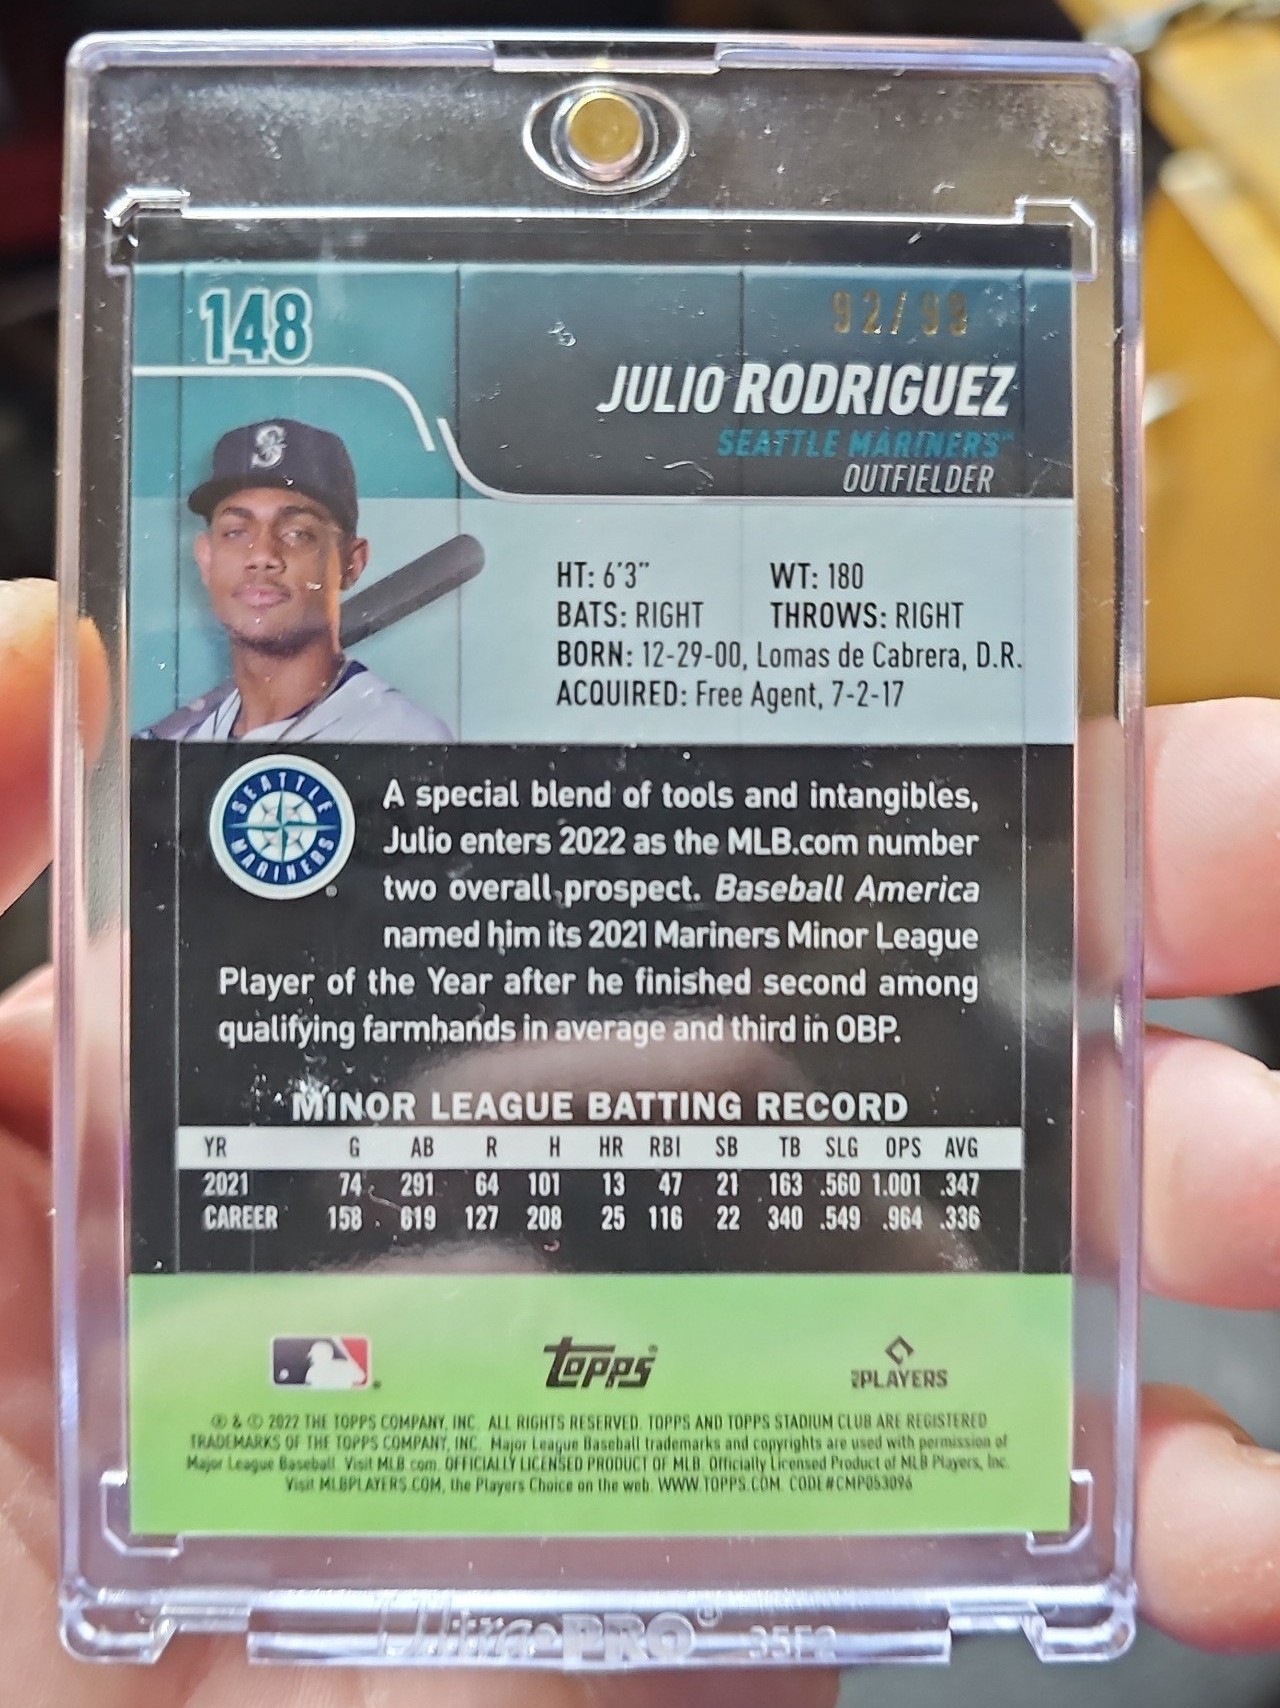 148
92/99
JULIO RODRIGUEZ
SEATTLE MARINERS™
OUTFIELDER
S
HT: 6'3" WT: 180
BATS: RIGHT THROWS: RIGHT
BORN: 12-29-00, Lomas de Cabrera, D.R.
ACQUIRED: Free Agent, 7-2-17
SEATTLE MARINERS
A special blend of tools and intangibles,
Julio enters 2022 as the MLB.com number
two overall prospect. Baseball America
named him its 2021 Mariners Minor League
Player of the Year after he finished second among
qualifying farmhands in average and third in OBP.
MINOR LEAGUE BATTING RECORD
YR G AB R H HR RBI SB TB SLG OPS AVG
2021 74 291 64 101 13 47 21 163 .560 1.001 .347
CAREER 158 619 127 208 25 116 22 340 .549 .964 .336
topps® PLAYERS
® & © 2022 THE TOPPS COMPANY, INC. ALL RIGHTS RESERVED. TOPPS AND TOPPS STADIUM CLUB ARE REGISTERED
TRADEMARKS OF THE TOPPS COMPANY, INC. Major League Baseball trademarks and copyrights are used with permission of
Major League Baseball. Visit MLB.com. OFFICIALLY LICENSED PRODUCT OF MLB. Officially Licensed Product of MLB Players, Inc.
Visit MLBPLAYERS.COM, the Players Choice on the web. WWW.TOPPS.COM. CODE#CMP053096
Ultra PRO®